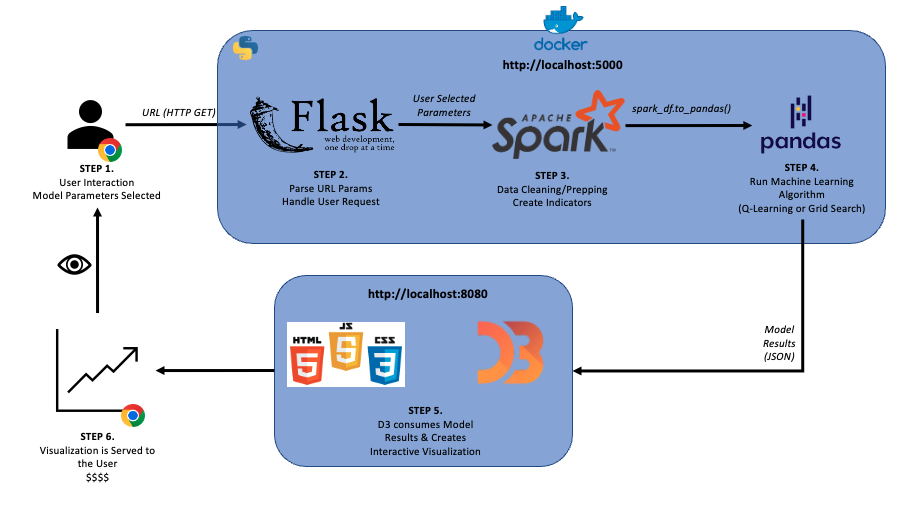 docker
http://localhost:5000
URL (HTTP GET)
Flask
web development,
one drop at a time
User Selected
Parameters
APACHE
Spark™
spark_df.to_pandas()
pandas
STEP 1.
User Interaction
Model Parameters Selected
STEP 2.
Parse URL Params
Handle User Request
STEP 3.
Data Cleaning/Prepping
Create Indicators
STEP 4.
Run Machine Learning
Algorithm
(Q-Learning or Grid Search)
http://localhost:8080
HTML
5
JS
5
CSS
3
D3
Model
Results
(JSON)
STEP 5.
D3 consumes Model
Results & Creates
Interactive Visualization
STEP 6.
Visualization is Served to
the User
$$$$